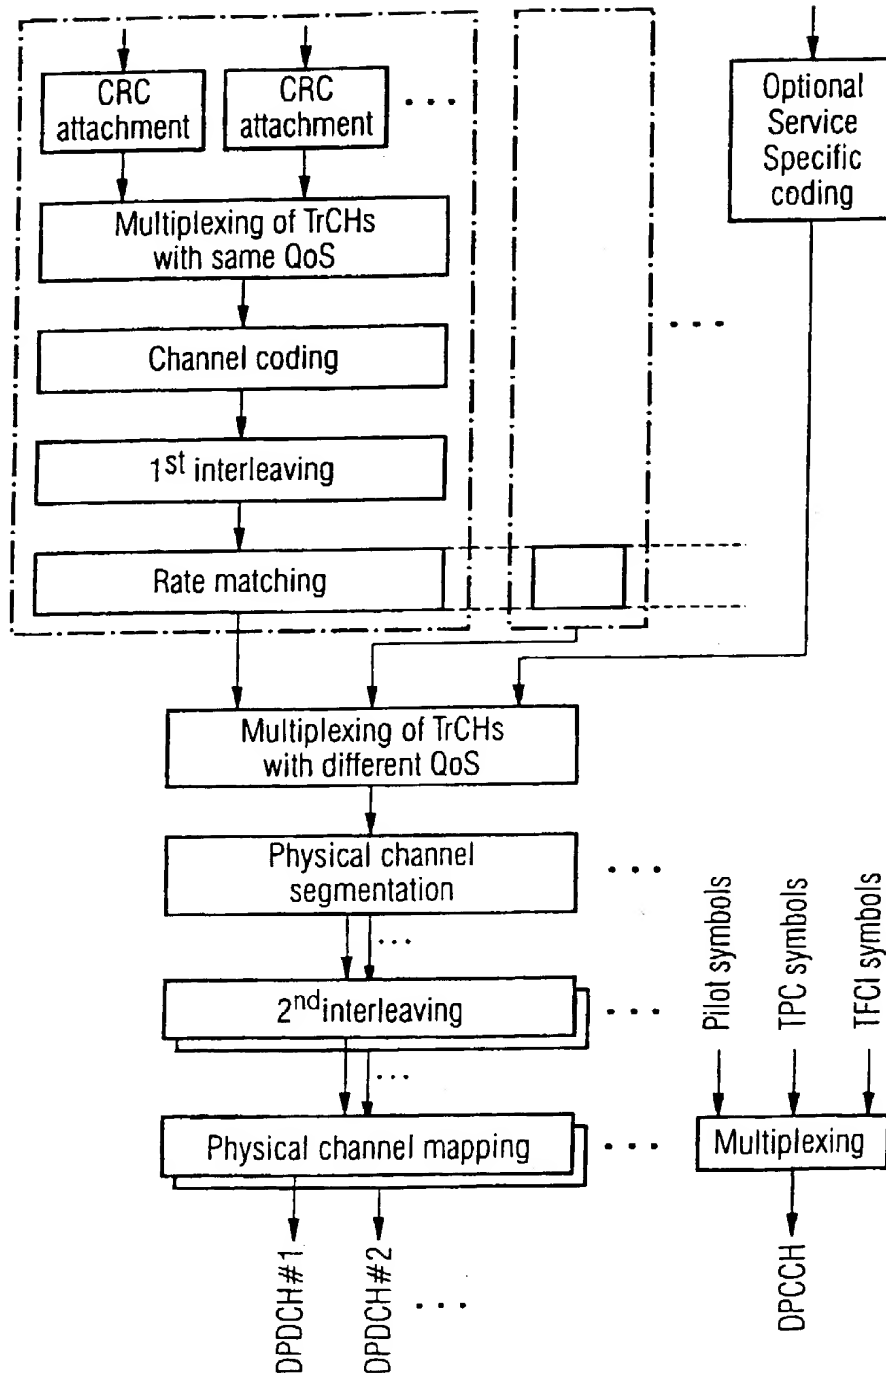 CRC
attachment
CRC
attachment
...
Optional
Service
Specific
coding
Multiplexing of TrCHs
with same QoS
...
Channel coding
1st interleaving
Rate matching
Multiplexing of TrCHs
with different QoS
Physical channel
segmentation
...
...
2nd interleaving
...
...
Pilot symbols
TPC symbols
TFCI symbols
Physical channel mapping
...
Multiplexing
DPDCH#1
DPDCH#2
...
DPCCH